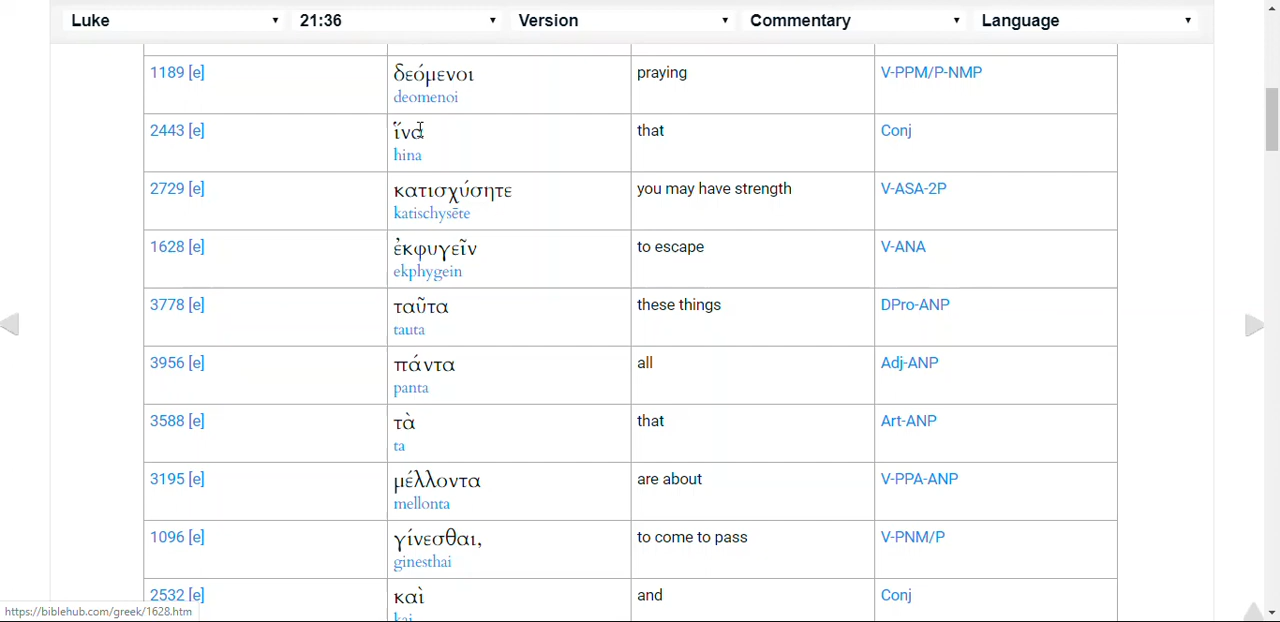 Luke 21:36 Version Commentary Language
1189 [e] δεόμενοι praying V-PPM/P-NMP
deomenoi
2443 [e] ἵνα that Conj
hina
2729 [e] κατισχύσητε you may have strength V-ASA-2P
katischysēte
1628 [e] ἐκφυγεῖν to escape V-ANA
ekphygein
3778 [e] ταῦτα these things DPro-ANP
tauta
3956 [e] πάντα all Adj-ANP
panta
3588 [e] τὰ that Art-ANP
ta
3195 [e] μέλλοντα are about V-PPA-ANP
mellonta
1096 [e] γίνεσθαι, to come to pass V-PNM/P
ginesthai
2532 [e] καὶ and Conj
kai
https://biblehub.com/greek/1628.htm